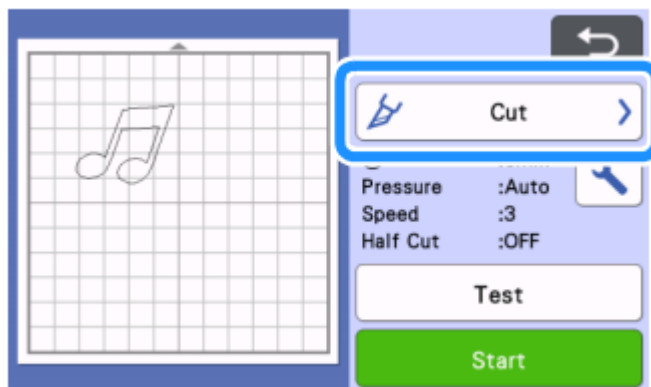 Cut
Pressure :Auto
Speed :3
Half Cut :OFF
Test
Start